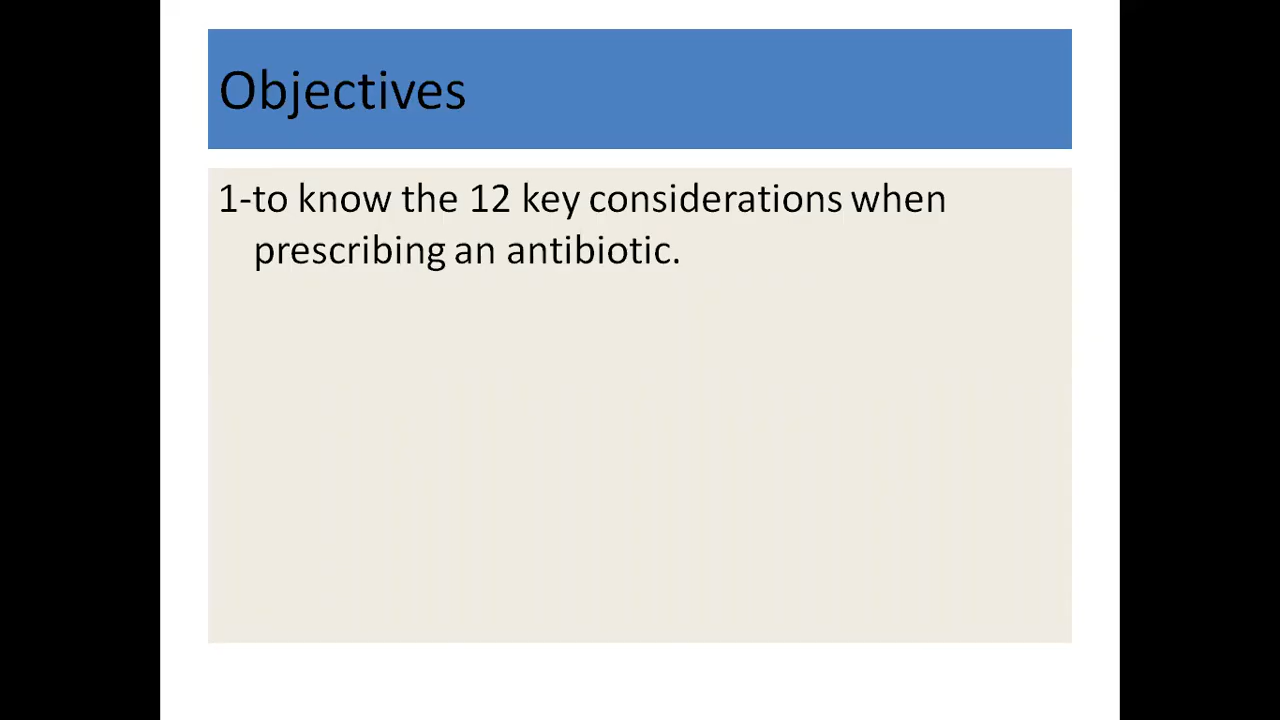 Objectives
1-to know the 12 key considerations when
prescribing an antibiotic.